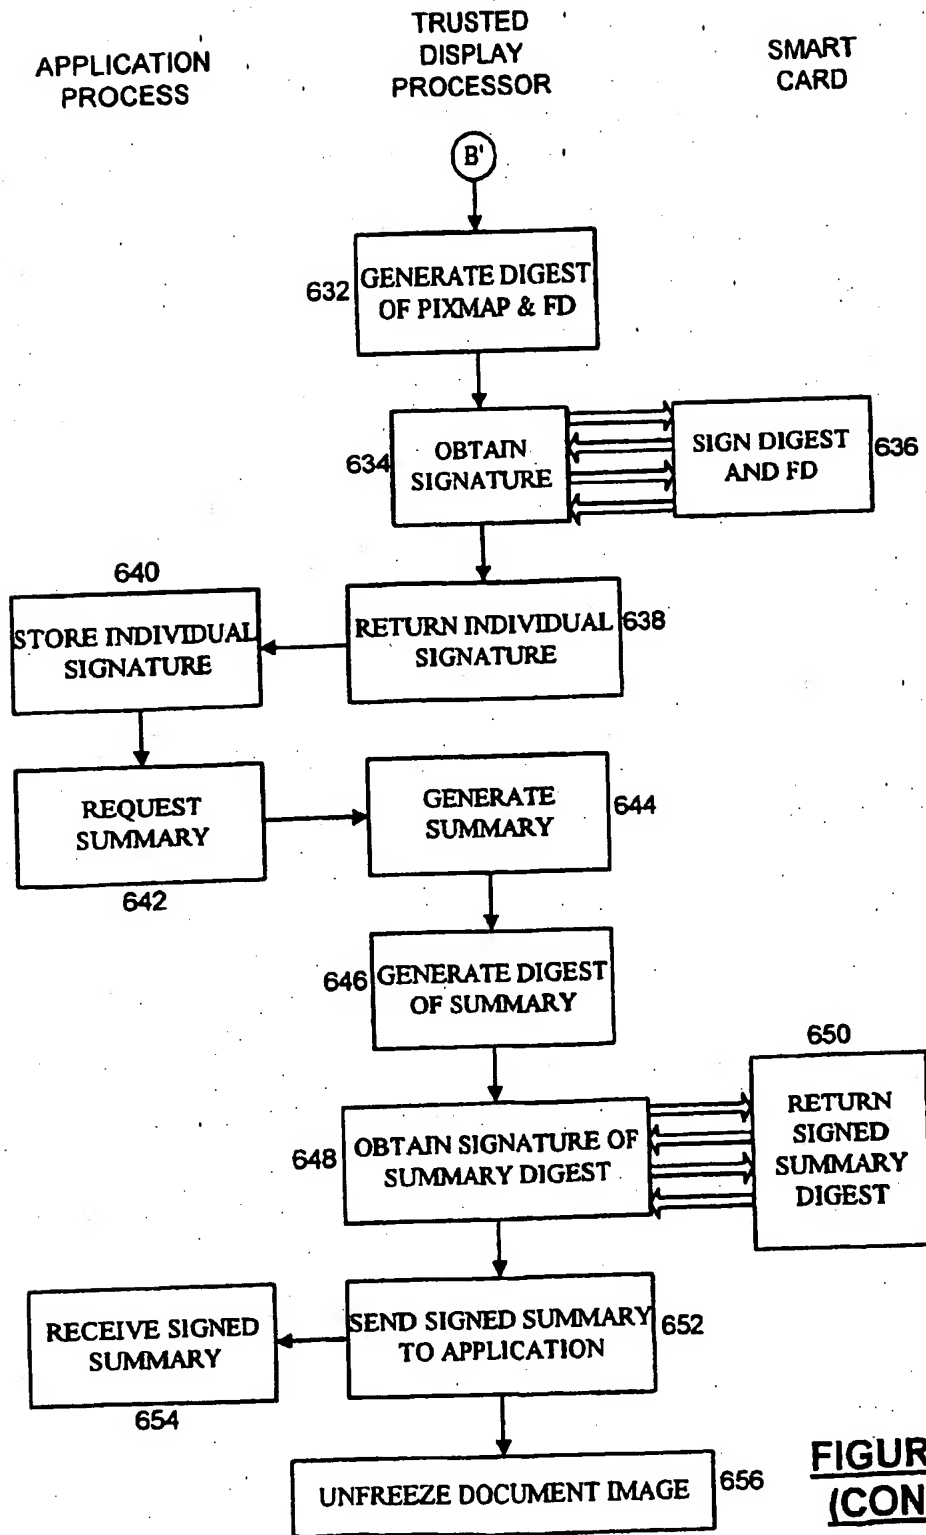 APPLICATION
PROCESS
TRUSTED
DISPLAY
PROCESSOR
SMART
CARD
B'
632
GENERATE DIGEST
OF PIXMAP & FD
634
OBTAIN
SIGNATURE
SIGN DIGEST
AND FD
636
640
STORE INDIVIDUAL
SIGNATURE
RETURN INDIVIDUAL
SIGNATURE
638
REQUEST
SUMMARY
642
GENERATE
SUMMARY
644
646
GENERATE DIGEST
OF SUMMARY
650
648
OBTAIN SIGNATURE OF
SUMMARY DIGEST
RETURN
SIGNED
SUMMARY
DIGEST
RECEIVE SIGNED
SUMMARY
654
SEND SIGNED SUMMARY
TO APPLICATION
652
UNFREEZE DOCUMENT IMAGE
656
FIGUR
(CON